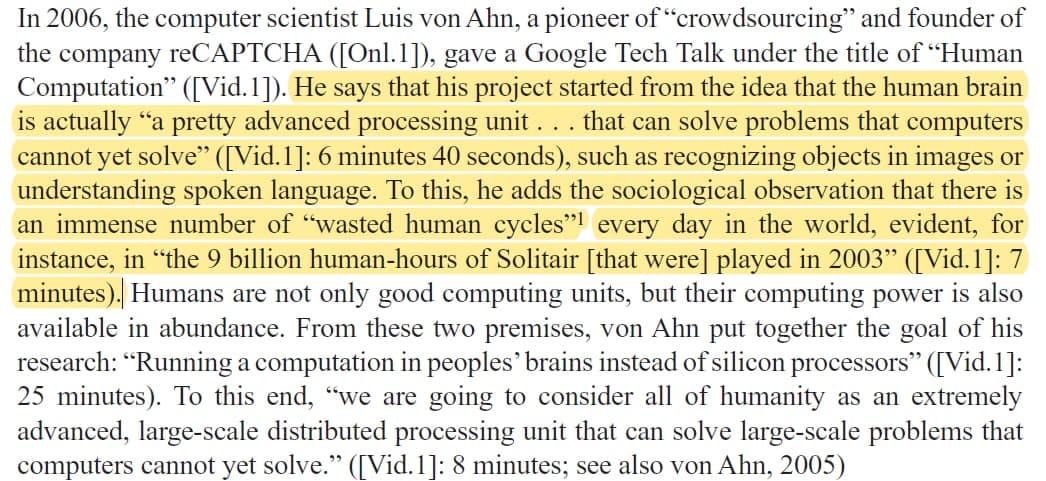 In 2006, the computer scientist Luis von Ahn, a pioneer of “crowdsourcing” and founder of
the company reCAPTCHA ([Onl.1]), gave a Google Tech Talk under the title of “Human
Computation” ([Vid.1]). He says that his project started from the idea that the human brain
is actually “a pretty advanced processing unit . . . that can solve problems that computers
cannot yet solve” ([Vid.1]: 6 minutes 40 seconds), such as recognizing objects in images or
understanding spoken language. To this, he adds the sociological observation that there is
an immense number of “wasted human cycles”¹ every day in the world, evident, for
instance, in “the 9 billion human-hours of Solitair [that were] played in 2003” ([Vid.1]: 7
minutes). Humans are not only good computing units, but their computing power is also
available in abundance. From these two premises, von Ahn put together the goal of his
research: “Running a computation in peoples’ brains instead of silicon processors” ([Vid.1]:
25 minutes). To this end, “we are going to consider all of humanity as an extremely
advanced, large-scale distributed processing unit that can solve large-scale problems that
computers cannot yet solve.” ([Vid.1]: 8 minutes; see also von Ahn, 2005)